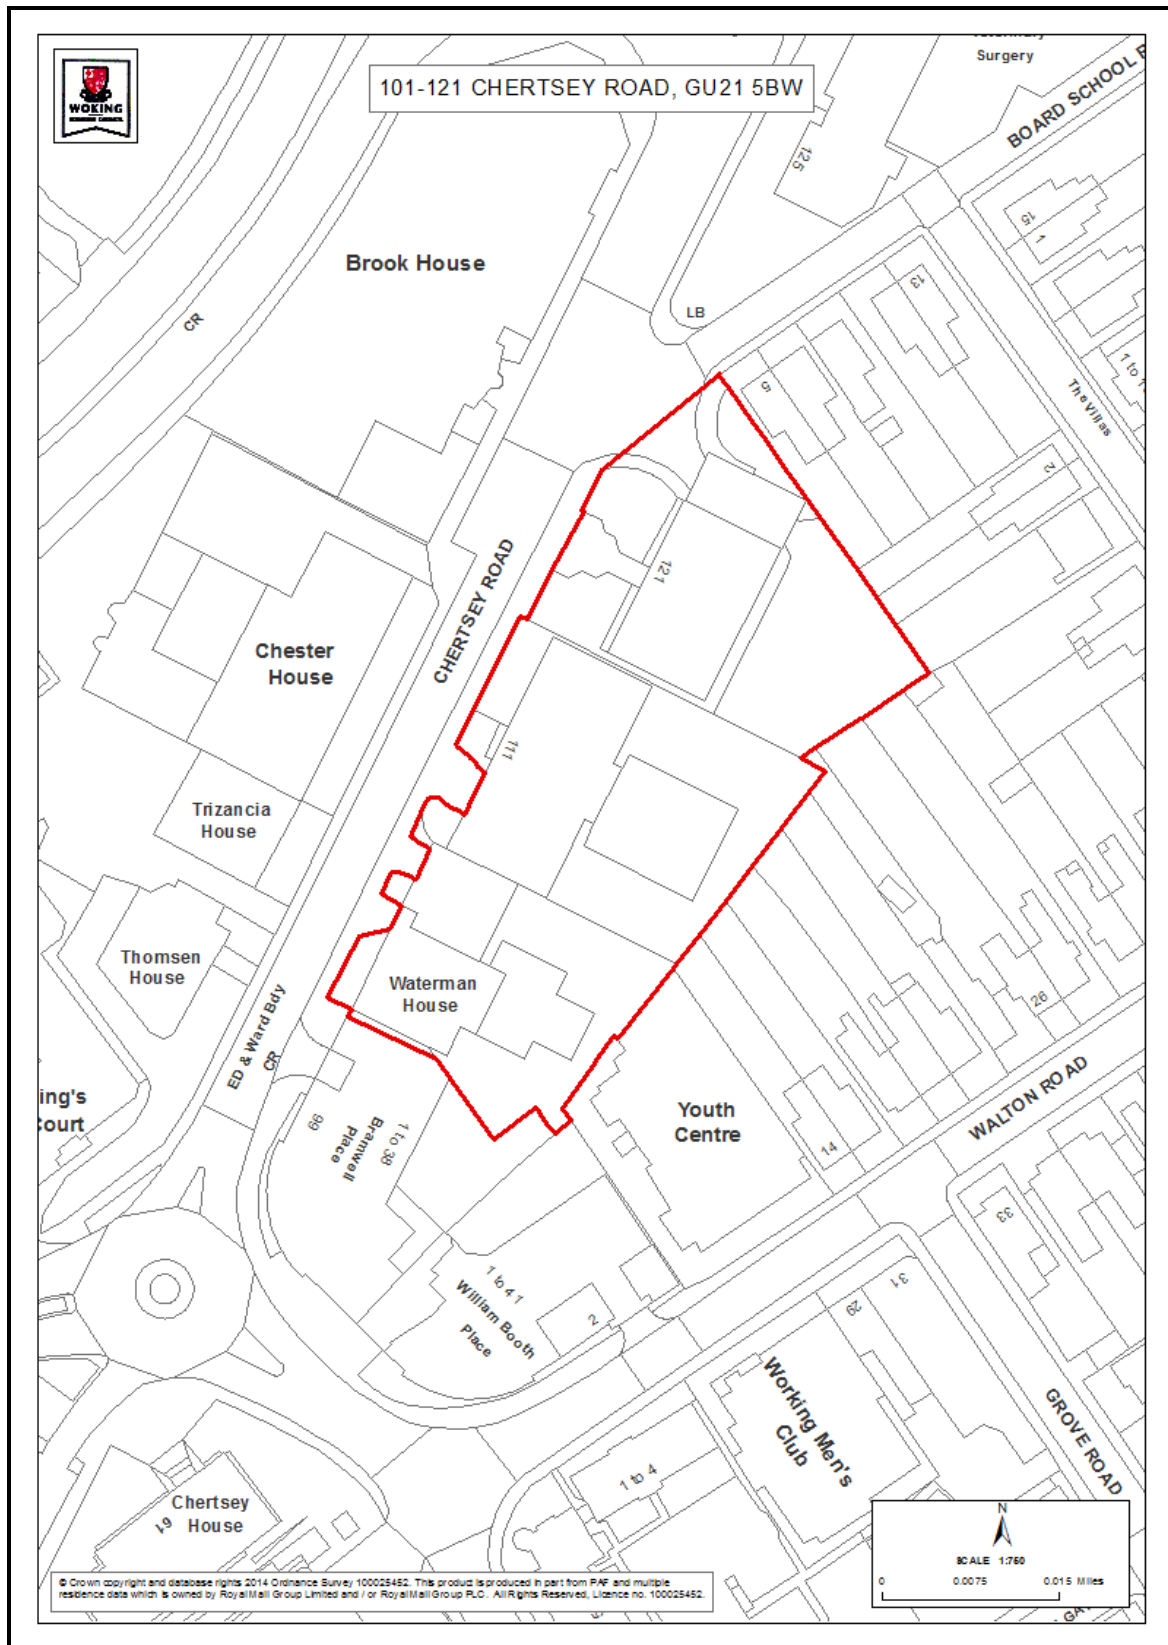 Surgery
WOKING
101-121 CHERTSEY ROAD, GU21 5BW
BOARD SCHOOL R
125
15
1
Brook House
13
CR
LB
1 to 1
The Villas
5
2
CHERTSEY ROAD
121
Chester
House
111
Trizancia
House
Thomsen
House
Waterman
House
26
ED & Ward Bdy
CR
WALTON ROAD
ing's
Court
99
1 to 38
Bramwell
Place
Youth
Centre
14
33
1 to 41
William Booth
Place
2
31
29
Working Men's
Club
GROVE ROAD
1 to 4
Chertsey
House
61
N
SCALE 1:750
0 0.0075 0.015 Miles
© Crown copyright and database rights 2014 Ordnance Survey 100025452. This product is produced in part from PAF and multiple
residence data which is owned by Royal Mail Group Limited and / or Royal Mail Group PLC. All Rights Reserved, Licence no. 100025452.